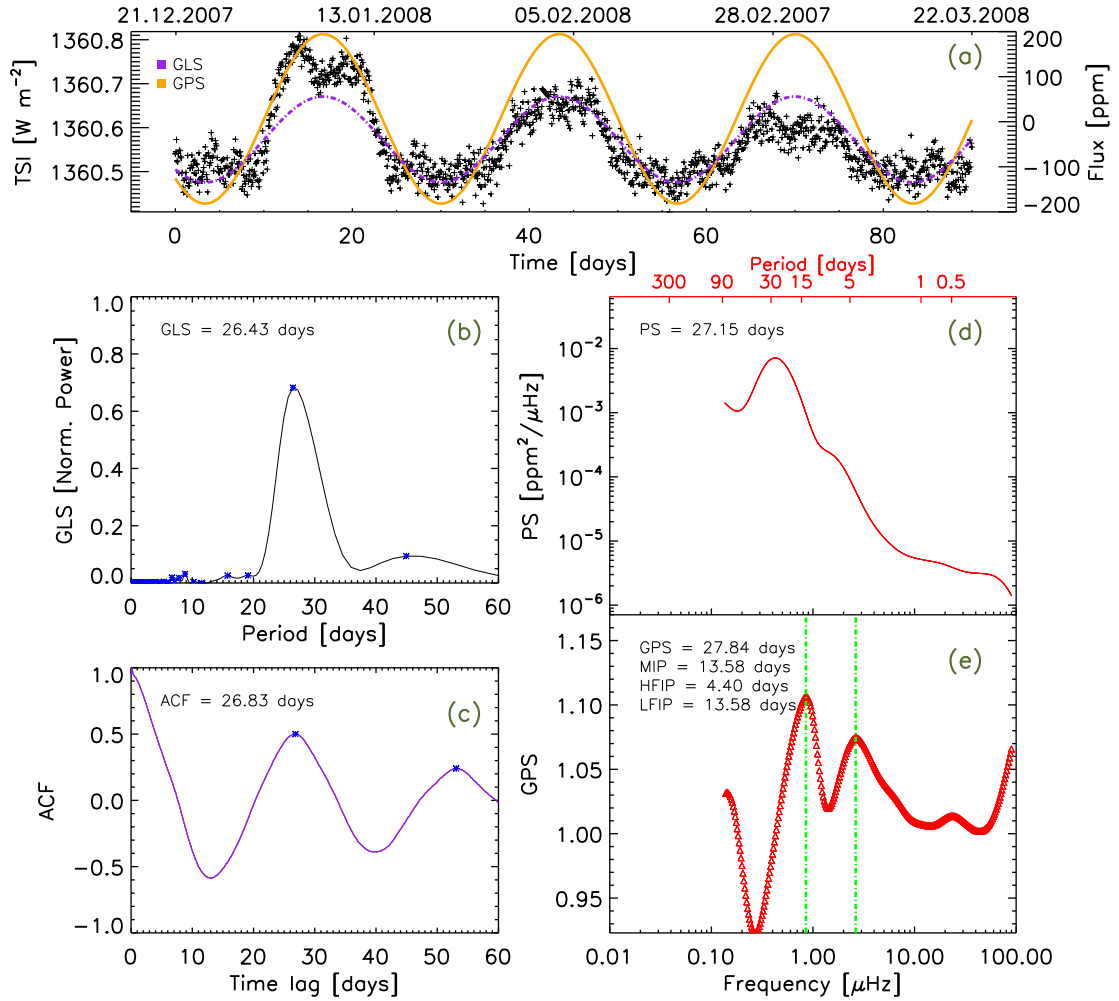 21.12.2007 13.01.2008 05.02.2008 28.02.2007 22.03.2008
TSI [W m⁻²]
1360.8
1360.7
1360.6
1360.5
GLS
GPS
(a)
200
100
0
−100
−200
Flux [ppm]
0 20 40 60 80
Time [days]
Period [days]
300 90 30 15 5 1 0.5
GLS [Norm. Power]
1.0
0.8
0.6
0.4
0.2
0.0
GLS = 26.43 days
(b)
0 10 20 30 40 50 60
Period [days]
PS [ppm²/μHz]
10⁻²
10⁻³
10⁻⁴
10⁻⁵
10⁻⁶
PS = 27.15 days
(d)
ACF
1.0
0.5
0.0
−0.5
−1.0
ACF = 26.83 days
(c)
0 10 20 30 40 50 60
Time lag [days]
GPS
1.15
1.10
1.05
1.00
0.95
GPS = 27.84 days
MIP = 13.58 days
HFIP = 4.40 days
LFIP = 13.58 days
(e)
0.10 1.00 10.00 100.00
Frequency [μHz]